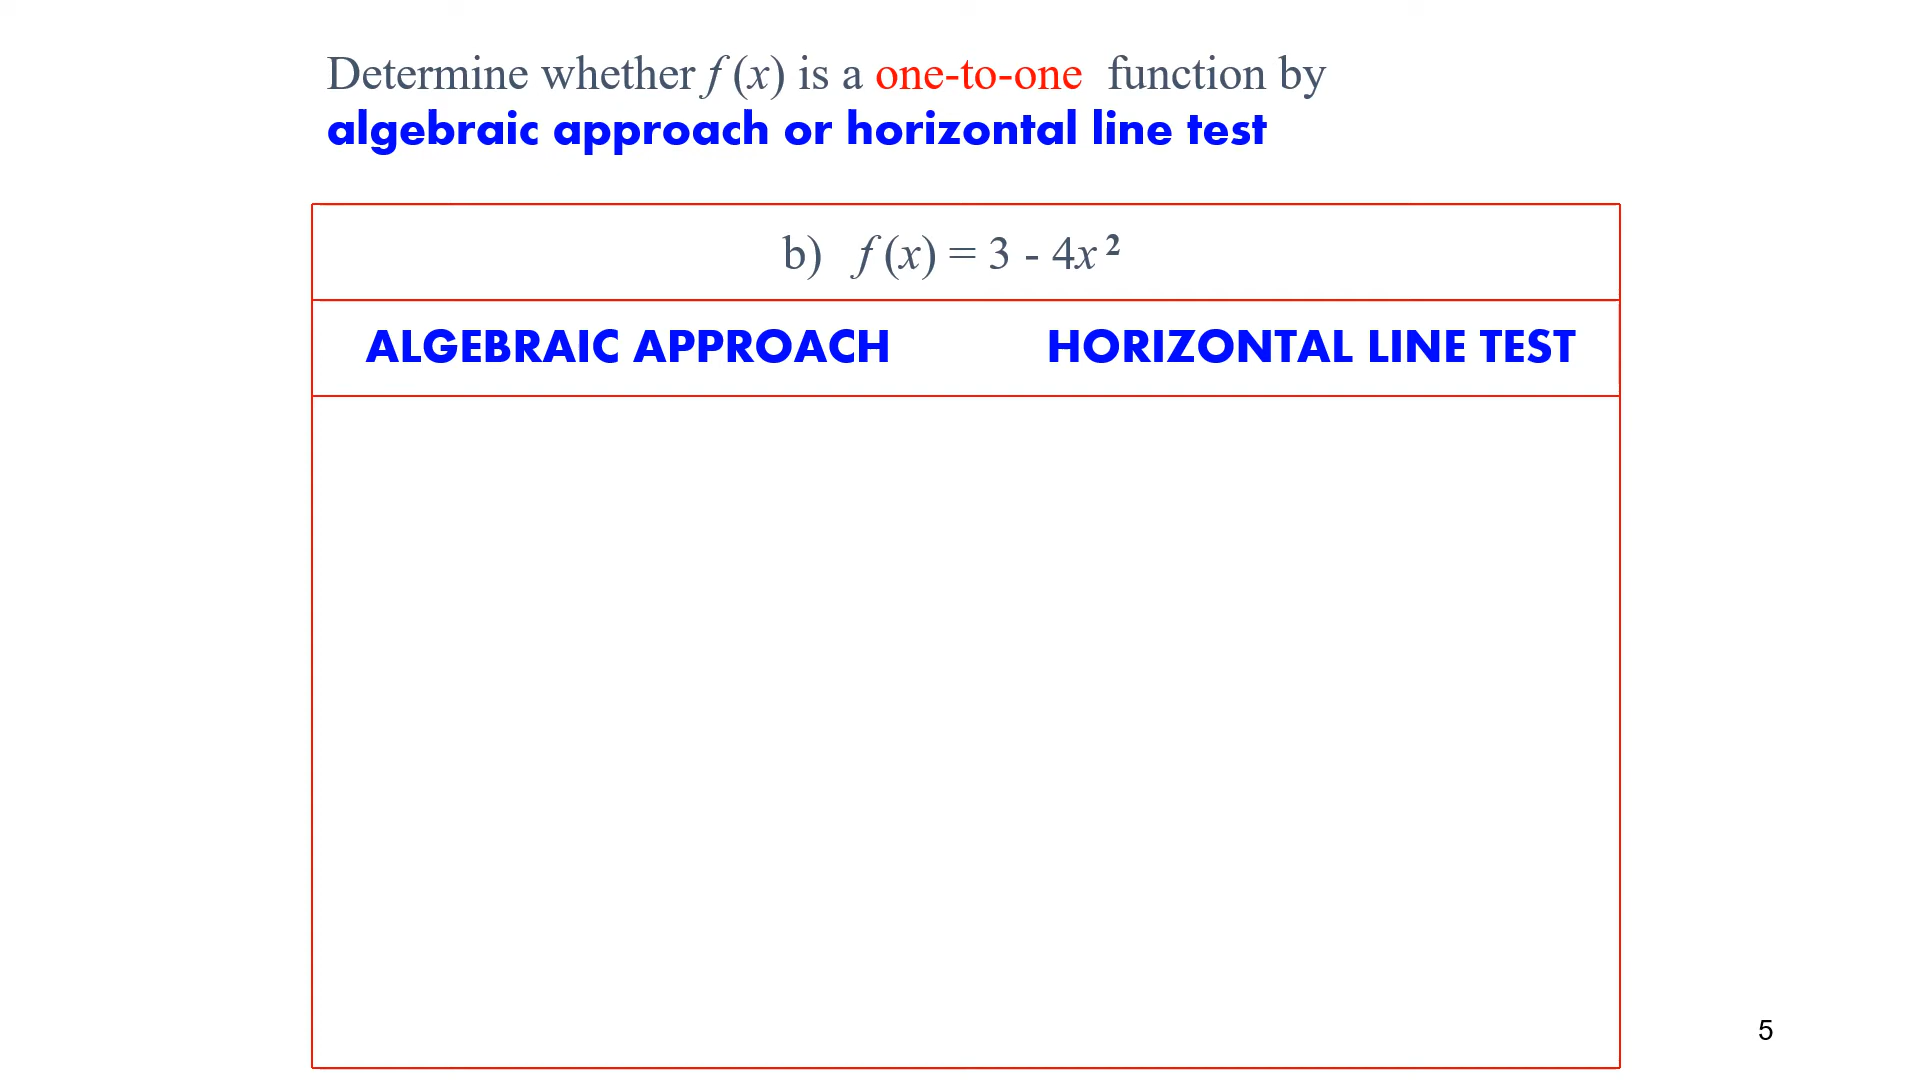 Determine whether f (x) is a one-to-one function by
algebraic approach or horizontal line test
b) f (x) = 3 - 4x ²
ALGEBRAIC APPROACH HORIZONTAL LINE TEST
5